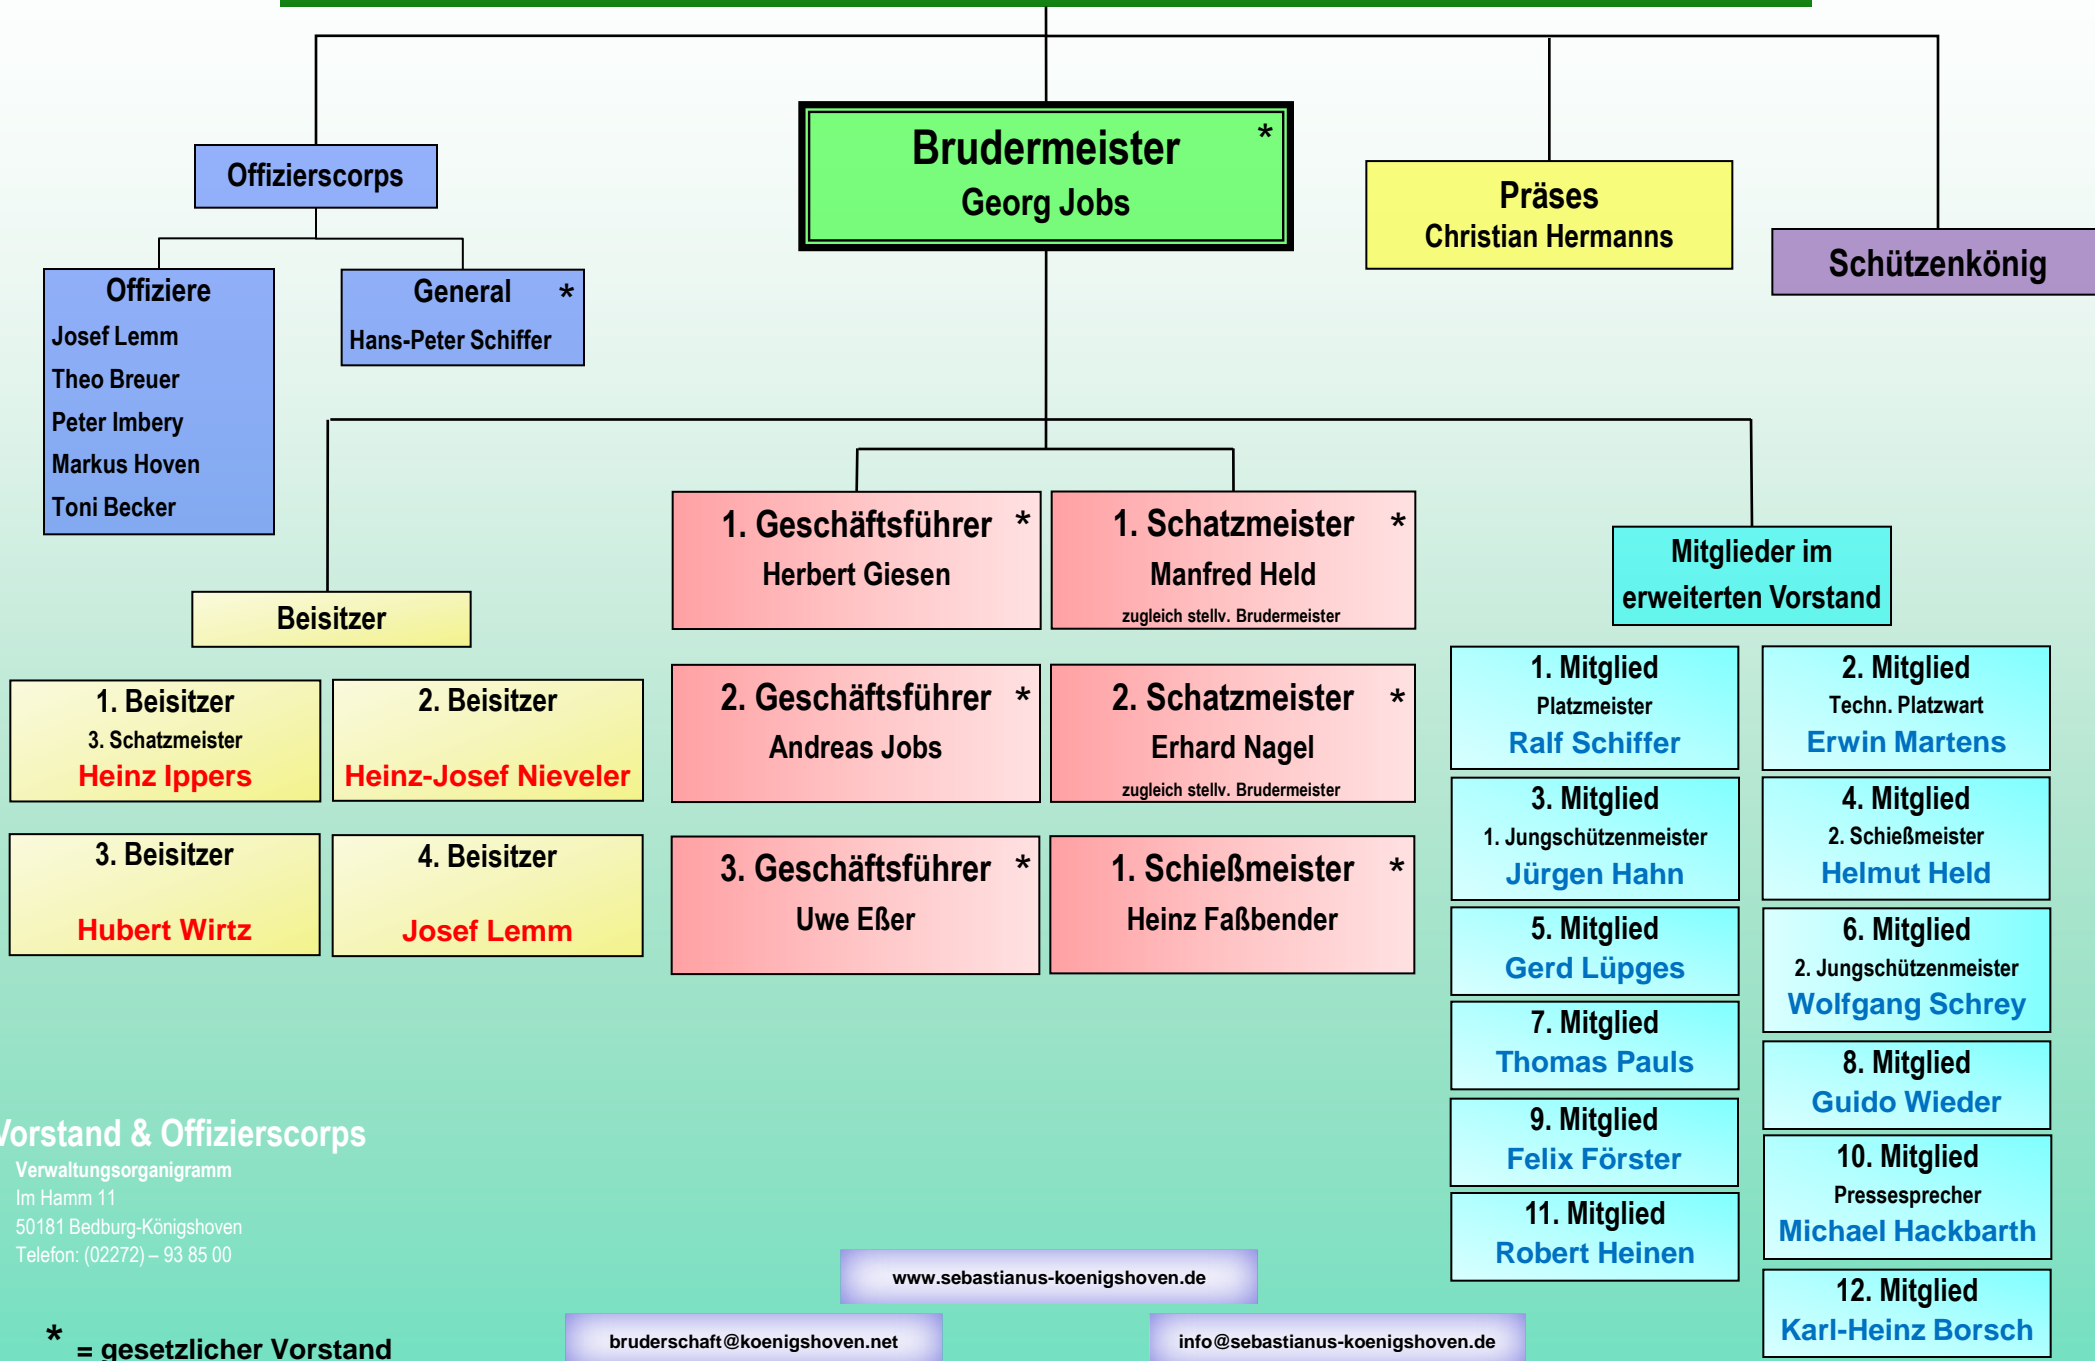 Offizierscorps
Brudermeister *
Georg Jobs
Präses
Christian Hermanns
Schützenkönig
Offiziere
Josef Lemm
Theo Breuer
Peter Imbery
Markus Hoven
Toni Becker
General *
Hans-Peter Schiffer
Beisitzer
1. Beisitzer
3. Schatzmeister
Heinz Ippers
2. Beisitzer
Heinz-Josef Nieveler
3. Beisitzer
Hubert Wirtz
4. Beisitzer
Josef Lemm
1. Geschäftsführer *
Herbert Giesen
1. Schatzmeister *
Manfred Held
zugleich stellv. Brudermeister
2. Geschäftsführer *
Andreas Jobs
2. Schatzmeister *
Erhard Nagel
zugleich stellv. Brudermeister
3. Geschäftsführer *
Uwe Eßer
1. Schießmeister *
Heinz Faßbender
Mitglieder im
erweiterten Vorstand
1. Mitglied
Platzmeister
Ralf Schiffer
2. Mitglied
Techn. Platzwart
Erwin Martens
3. Mitglied
1. Jungschützenmeister
Jürgen Hahn
4. Mitglied
2. Schießmeister
Helmut Held
5. Mitglied
Gerd Lüpges
6. Mitglied
2. Jungschützenmeister
Wolfgang Schrey
7. Mitglied
Thomas Pauls
8. Mitglied
Guido Wieder
9. Mitglied
Felix Förster
10. Mitglied
Pressesprecher
Michael Hackbarth
11. Mitglied
Robert Heinen
12. Mitglied
Karl-Heinz Borsch
Vorstand & Offizierscorps
Verwaltungsorganigramm
Im Hamm 11
50181 Bedburg-Königshoven
Telefon: (02272) – 93 85 00
* = gesetzlicher Vorstand
www.sebastianus-koenigshoven.de
bruderschaft@koenigshoven.net
info@sebastianus-koenigshoven.de